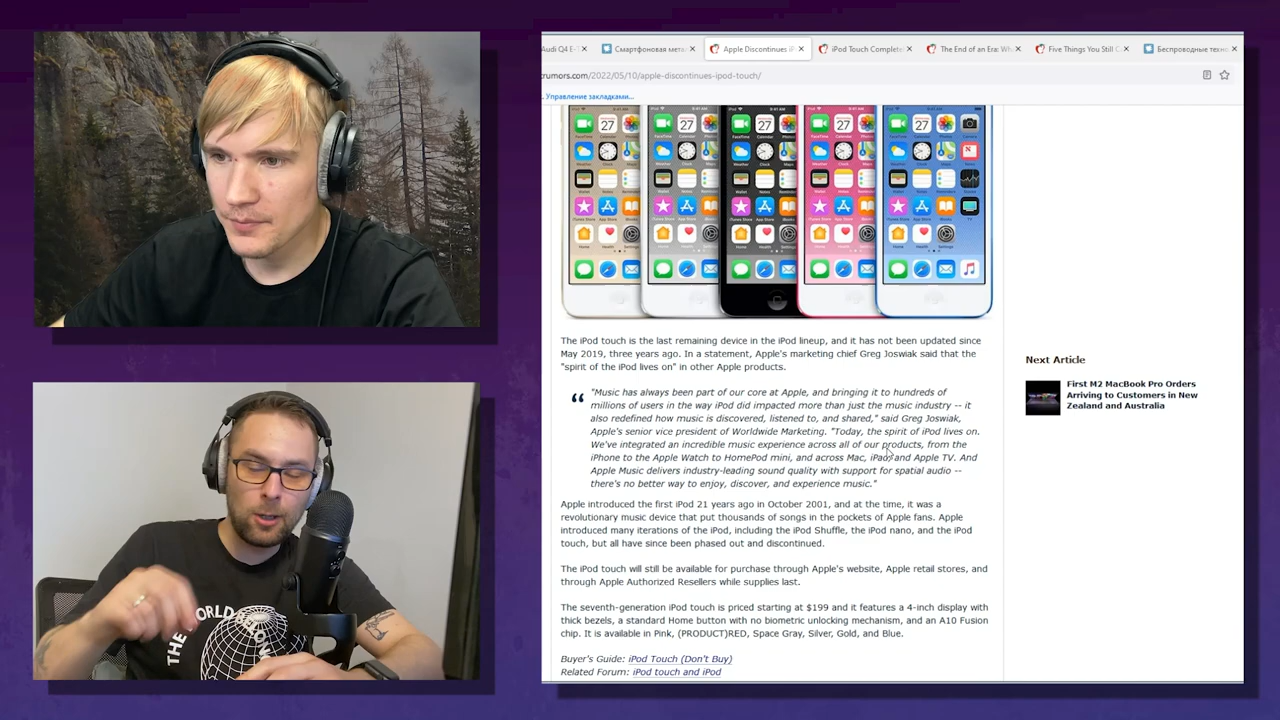 Audi Q4 E-T
Смартфоновая мета
Apple Discontinues iP
iPod Touch Complete
The End of an Era: Wh
Five Things You Still C
Беспроводные техно
rumors.com/2022/05/10/apple-discontinues-ipod-touch/
Управление закладками...
The iPod touch is the last remaining device in the iPod lineup, and it has not been updated since
May 2019, three years ago. In a statement, Apple's marketing chief Greg Joswiak said that the
"spirit of the iPod lives on" in other Apple products.
"Music has always been part of our core at Apple, and bringing it to hundreds of
millions of users in the way iPod did impacted more than just the music industry -- it
also redefined how music is discovered, listened to, and shared," said Greg Joswiak,
Apple's senior vice president of Worldwide Marketing. "Today, the spirit of iPod lives on.
We've integrated an incredible music experience across all of our products, from the
iPhone to the Apple Watch to HomePod mini, and across Mac, iPad, and Apple TV. And
Apple Music delivers industry-leading sound quality with support for spatial audio --
there's no better way to enjoy, discover, and experience music."
Apple introduced the first iPod 21 years ago in October 2001, and at the time, it was a
revolutionary music device that put thousands of songs in the pockets of Apple fans. Apple
introduced many iterations of the iPod, including the iPod Shuffle, the iPod nano, and the iPod
touch, but all have since been phased out and discontinued.
The iPod touch will still be available for purchase through Apple's website, Apple retail stores, and
through Apple Authorized Resellers while supplies last.
The seventh-generation iPod touch is priced starting at $199 and it features a 4-inch display with
thick bezels, a standard Home button with no biometric unlocking mechanism, and an A10 Fusion
chip. It is available in Pink, (PRODUCT)RED, Space Gray, Silver, Gold, and Blue.
Buyer's Guide: iPod Touch (Don't Buy)
Related Forum: iPod touch and iPod
Next Article
First M2 MacBook Pro Orders
Arriving to Customers in New
Zealand and Australia
THE WORLD